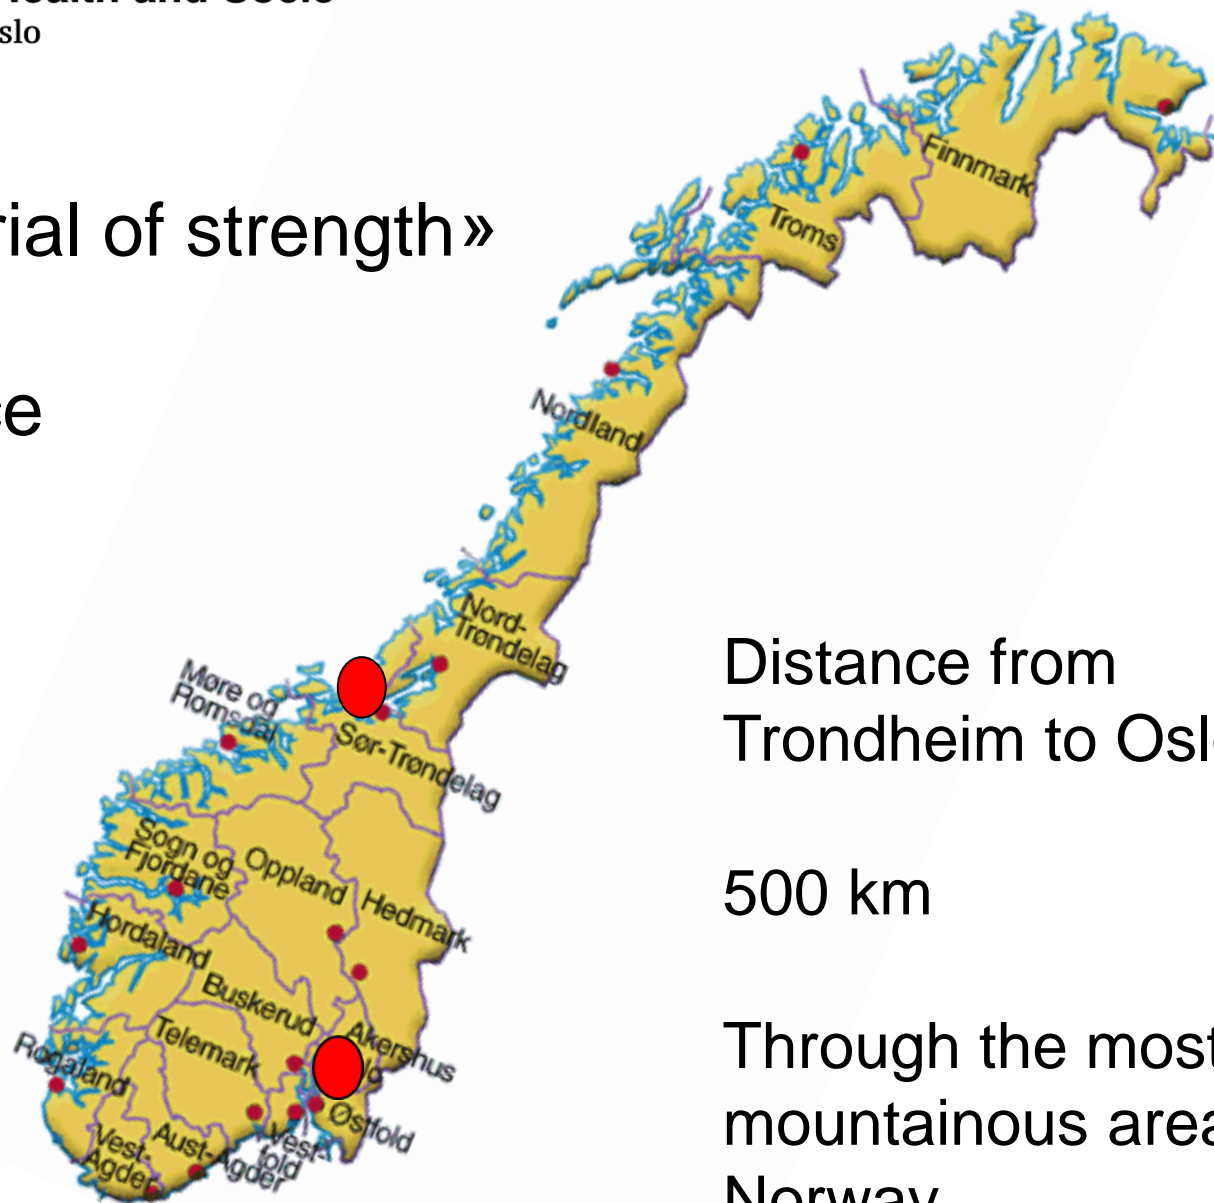 slo
rial of strength»
ce
Finnmark
Troms
Nordland
Nord-
Trøndelag
Møre og
Romsdal
Sør-Trøndelag
Sogn og
Fjordane
Oppland
Hedmark
Hordaland
Buskerud
Akershus
Telemark
Rogaland
Østfold
Vest-
fold
Aust-Agder
Vest-
Agder
Distance from
Trondheim to Osl
500 km
Through the most
mountainous area
Norway